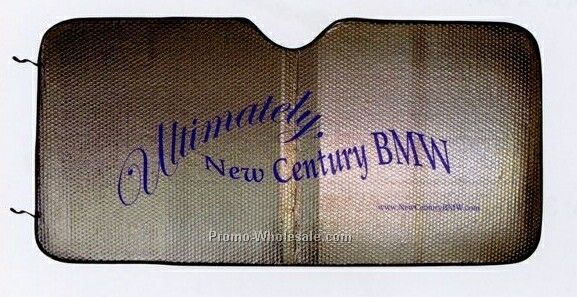 Ultimately.
New Century BMW
www.NewCenturyBMW.com
Promo-Wholesale.com